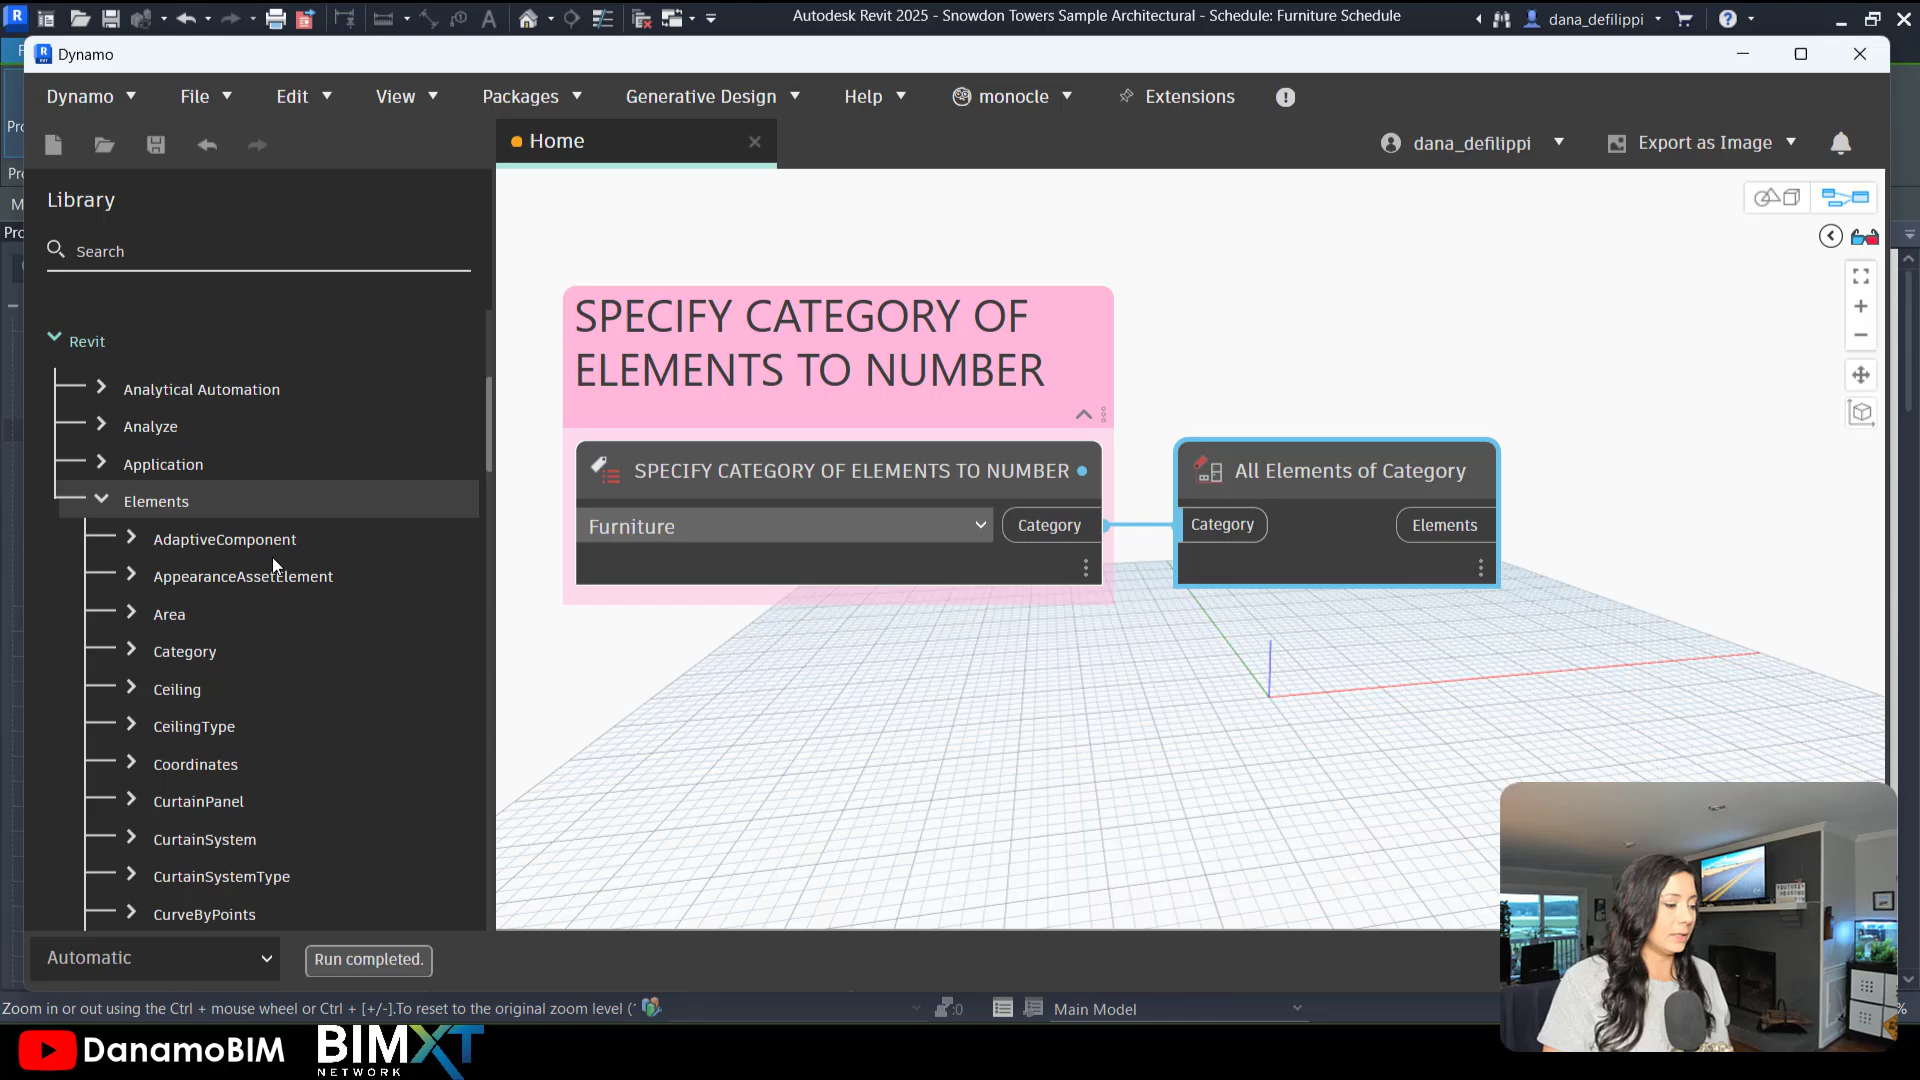 Autodesk Revit 2025 - Snowdon Towers Sample Architectural - Schedule: Furniture Schedule
dana_defilippi
Dynamo
Dynamo
File
Edit
View
Packages
Generative Design
Help
monocle
Extensions
Home
dana_defilippi
Export as Image
Library
Search
Revit
Analytical Automation
Analyze
Application
Elements
AdaptiveComponent
AppearanceAssetElement
Area
Category
Ceiling
CeilingType
Coordinates
CurtainPanel
CurtainSystem
CurtainSystemType
CurveByPoints
SPECIFY CATEGORY OF
ELEMENTS TO NUMBER
SPECIFY CATEGORY OF ELEMENTS TO NUMBER
Furniture
Category
All Elements of Category
Category
Elements
Automatic
Run completed.
Zoom in or out using the Ctrl + mouse wheel or Ctrl + [+/-].To reset to the original zoom level (
:0
Main Model
DanamoBIM
BIMXT
NETWORK